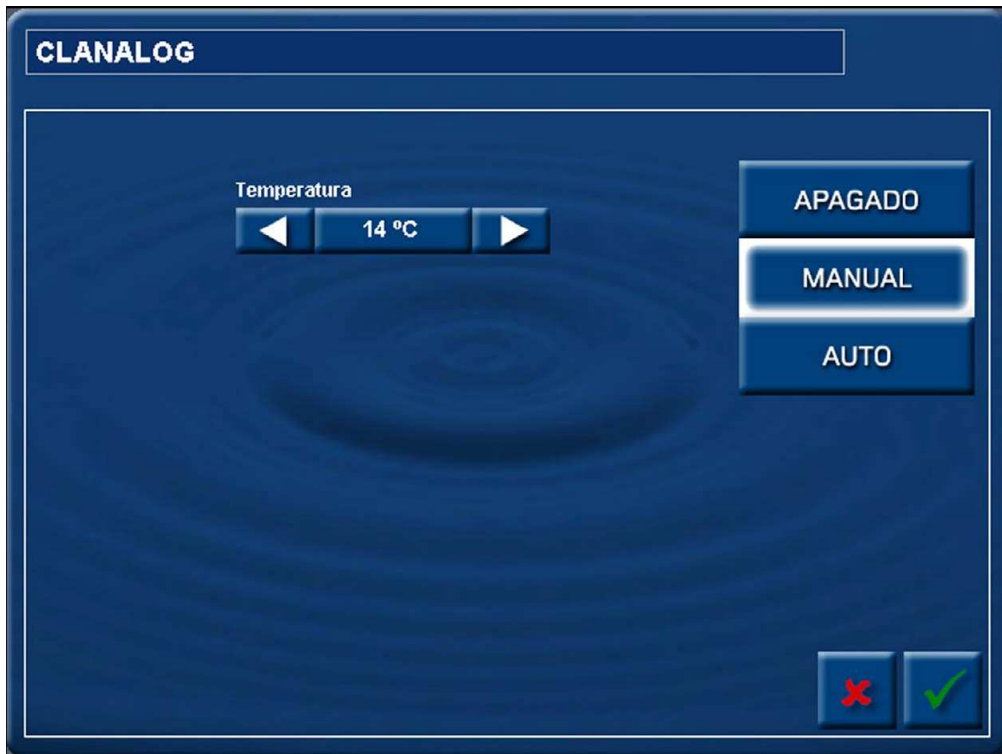 CLANALOG
Temperatura
14 ºC
APAGADO
MANUAL
AUTO